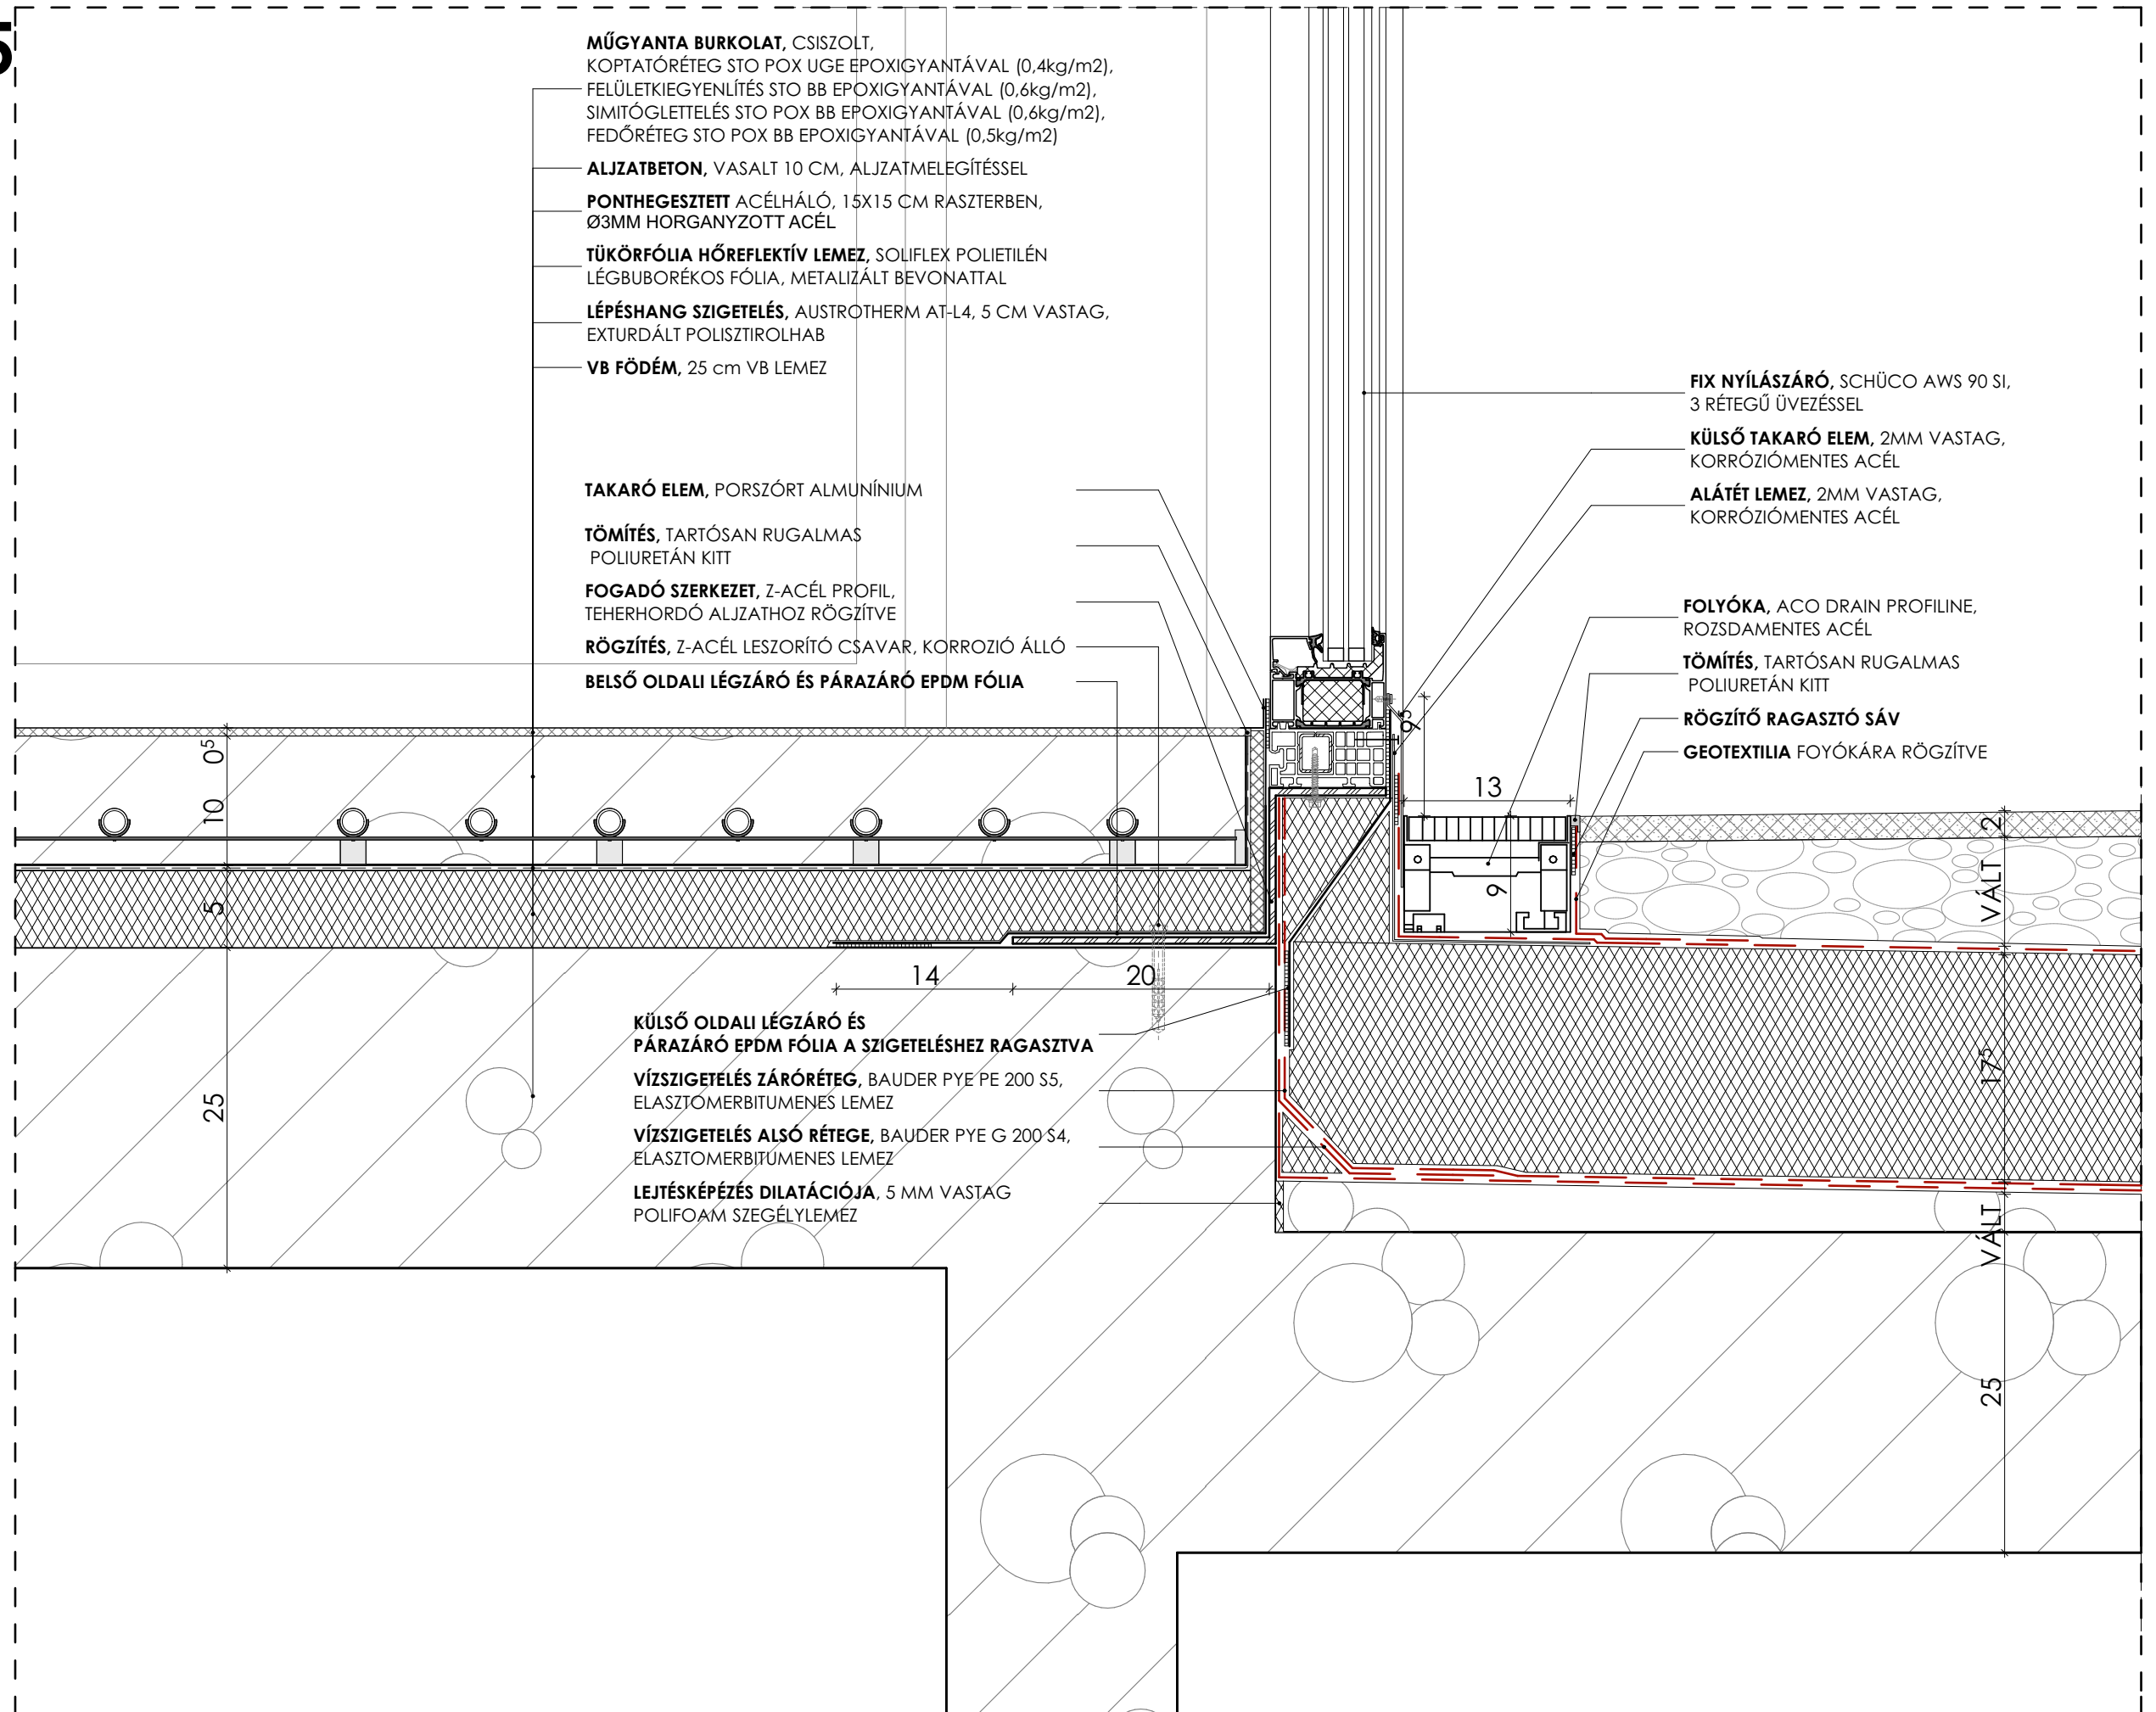 5
MŰGYANTA BURKOLAT, CSISZOLT,
KOPTATÓRÉTEG STO POX UGE EPOXIGYANTÁVAL (0,4kg/m2),
FELÜLETKIEGYENLÍTÉS STO BB EPOXIGYANTÁVAL (0,6kg/m2),
SIMITÓGLETTELÉS STO POX BB EPOXIGYANTÁVAL (0,6kg/m2),
FEDŐRÉTEG STO POX BB EPOXIGYANTÁVAL (0,5kg/m2)
ALJZATBETON, VASALT 10 CM, ALJZATMELEGÍTÉSSEL
PONTHEGESZTETT ACÉLHÁLÓ, 15X15 CM RASZTERBEN,
Ø3MM HORGANYZOTT ACÉL
TÜKÖRFÓLIA HŐREFLEKTÍV LEMEZ, SOLIFLEX POLIETILÉN
LÉGBUBORÉKOS FÓLIA, METALIZÁLT BEVONATTAL
LÉPÉSHANG SZIGETELÉS, AUSTROTHERM AT-L4, 5 CM VASTAG,
EXTURDÁLT POLISZTIROLHAB
VB FÖDÉM, 25 cm VB LEMEZ
TAKARÓ ELEM, PORSZÓRT ALMUNÍNIUM
TÖMÍTÉS, TARTÓSAN RUGALMAS
POLIURETÁN KITT
FOGADÓ SZERKEZET, Z-ACÉL PROFIL,
TEHERHORDÓ ALJZATHOZ RÖGZÍTVE
RÖGZÍTÉS, Z-ACÉL LESZORÍTÓ CSAVAR, KORROZIÓ ÁLLÓ
BELSŐ OLDALI LÉGZÁRÓ ÉS PÁRAZÁRÓ EPDM FÓLIA
FIX NYÍLÁSZÁRÓ, SCHÜCO AWS 90 SI,
3 RÉTEGŰ ÜVEZÉSSEL
KÜLSŐ TAKARÓ ELEM, 2MM VASTAG,
KORRÓZIÓMENTES ACÉL
ALÁTÉT LEMEZ, 2MM VASTAG,
KORRÓZIÓMENTES ACÉL
FOLYÓKA, ACO DRAIN PROFILINE,
ROZSDAMENTES ACÉL
TÖMÍTÉS, TARTÓSAN RUGALMAS
POLIURETÁN KITT
RÖGZÍTŐ RAGASZTÓ SÁV
GEOTEXTILIA FOYÓKÁRA RÖGZÍTVE
0⁵
10
5
25
14
20
9⁵
13
9
2
VÁLT
17⁵
VÁLT
25
KÜLSŐ OLDALI LÉGZÁRÓ ÉS
PÁRAZÁRÓ EPDM FÓLIA A SZIGETELÉSHEZ RAGASZTVA
VÍZSZIGETELÉS ZÁRÓRÉTEG, BAUDER PYE PE 200 S5,
ELASZTOMERBITUMENES LEMEZ
VÍZSZIGETELÉS ALSÓ RÉTEGE, BAUDER PYE G 200 S4,
ELASZTOMERBITUMENES LEMEZ
LEJTÉSKÉPÉZÉS DILATÁCIÓJA, 5 MM VASTAG
POLIFOAM SZEGÉLYLEMEZ